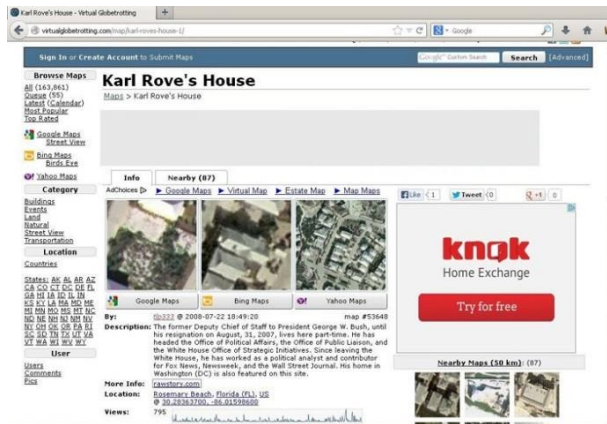 Karl Rove's House - Virtual Globetrotting
virtualglobetrotting.com/map/karl-roves-house-1/
Google
Sign In or Create Account to Submit Maps
Google™ Custom Search
Search
[Advanced]
Browse Maps
All (163,861)
Queue (55)
Latest (Calendar)
Most Popular
Top Rated
Google Maps
Street View
Bing Maps
Birds Eye
Yahoo Maps
Category
Buildings
Events
Land
Natural
Street View
Transportation
Location
Countries
States: AK AL AR AZ
CA CO CT DC DE FL
GA HI IA ID IL IN
KS KY LA MA MD ME
MI MN MO MS MT NC
ND NE NH NJ NM NV
NY OH OK OR PA RI
SC SD TN TX UT VA
VT WA WI WV WY
User
Users
Comments
Pics
Karl Rove's House
Maps > Karl Rove's House
Info
Nearby (87)
AdChoices
Google Maps
Virtual Map
Estate Map
Map Maps
Google Maps
Bing Maps
Yahoo Maps
By:
@ 2008-07-22 18:49:20
map #53648
Description: The former Deputy Chief of Staff to President George W. Bush, until
his resignation on August, 31, 2007, lives here part-time. He has
headed the Office of Political Affairs, the Office of Public Liaison, and
the White House Office of Strategic Initiatives. Since leaving the
White House, he has worked as a political analyst and contributor
for Fox News, Newsweek, and the Wall Street Journal. His home in
Washington (DC) is also featured on this site.
More Info: rawstory.com
Location: Rosemary Beach, Florida (FL), US
@ 30.28363700, -86.01598600
Views: 795
Like 1
Tweet 0
+1 0
knok
Home Exchange
Try for free
Nearby Maps (50 km): (87)